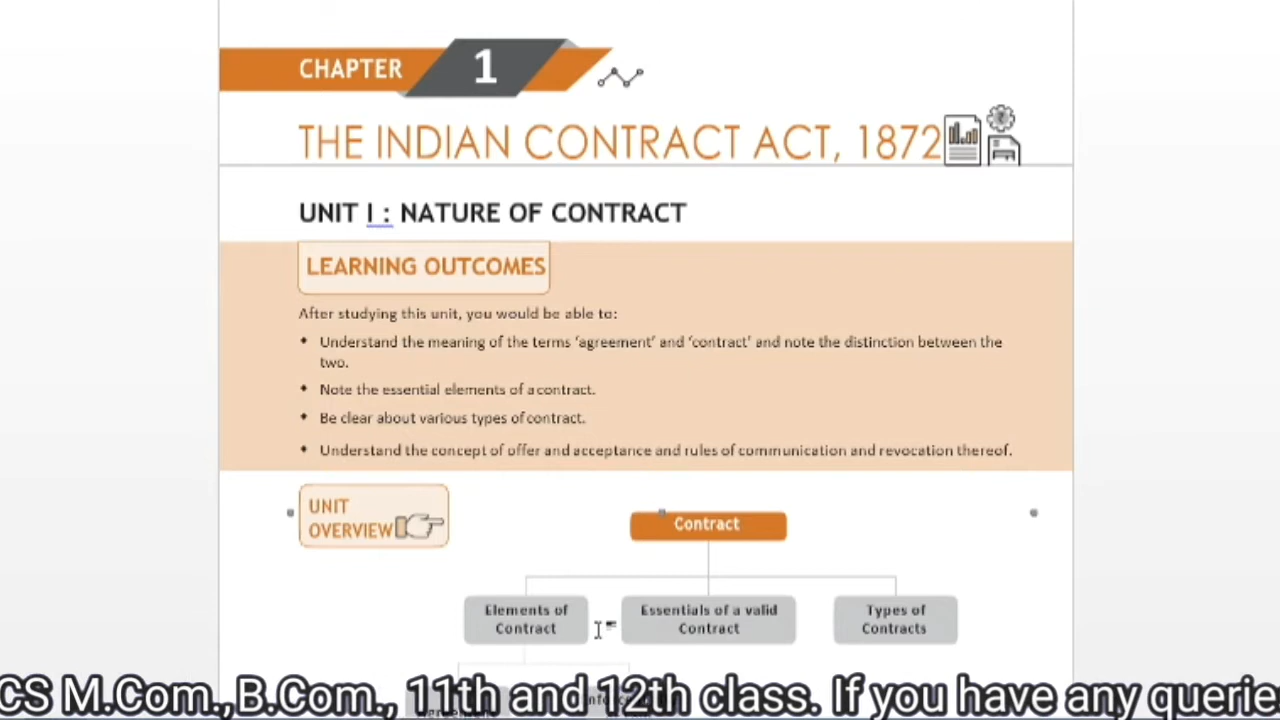 CHAPTER 1
THE INDIAN CONTRACT ACT, 1872
UNIT I : NATURE OF CONTRACT
LEARNING OUTCOMES
After studying this unit, you would be able to:
Understand the meaning of the terms ‘agreement’ and ‘contract’ and note the distinction between the
two.
Note the essential elements of a contract.
Be clear about various types of contract.
Understand the concept of offer and acceptance and rules of communication and revocation thereof.
UNIT
OVERVIEW
Contract
Elements of
Contract
Essentials of a valid
Contract
Types of
Contracts
CS M.Com.,B.Com., 11th and 12th class. If you have any querie